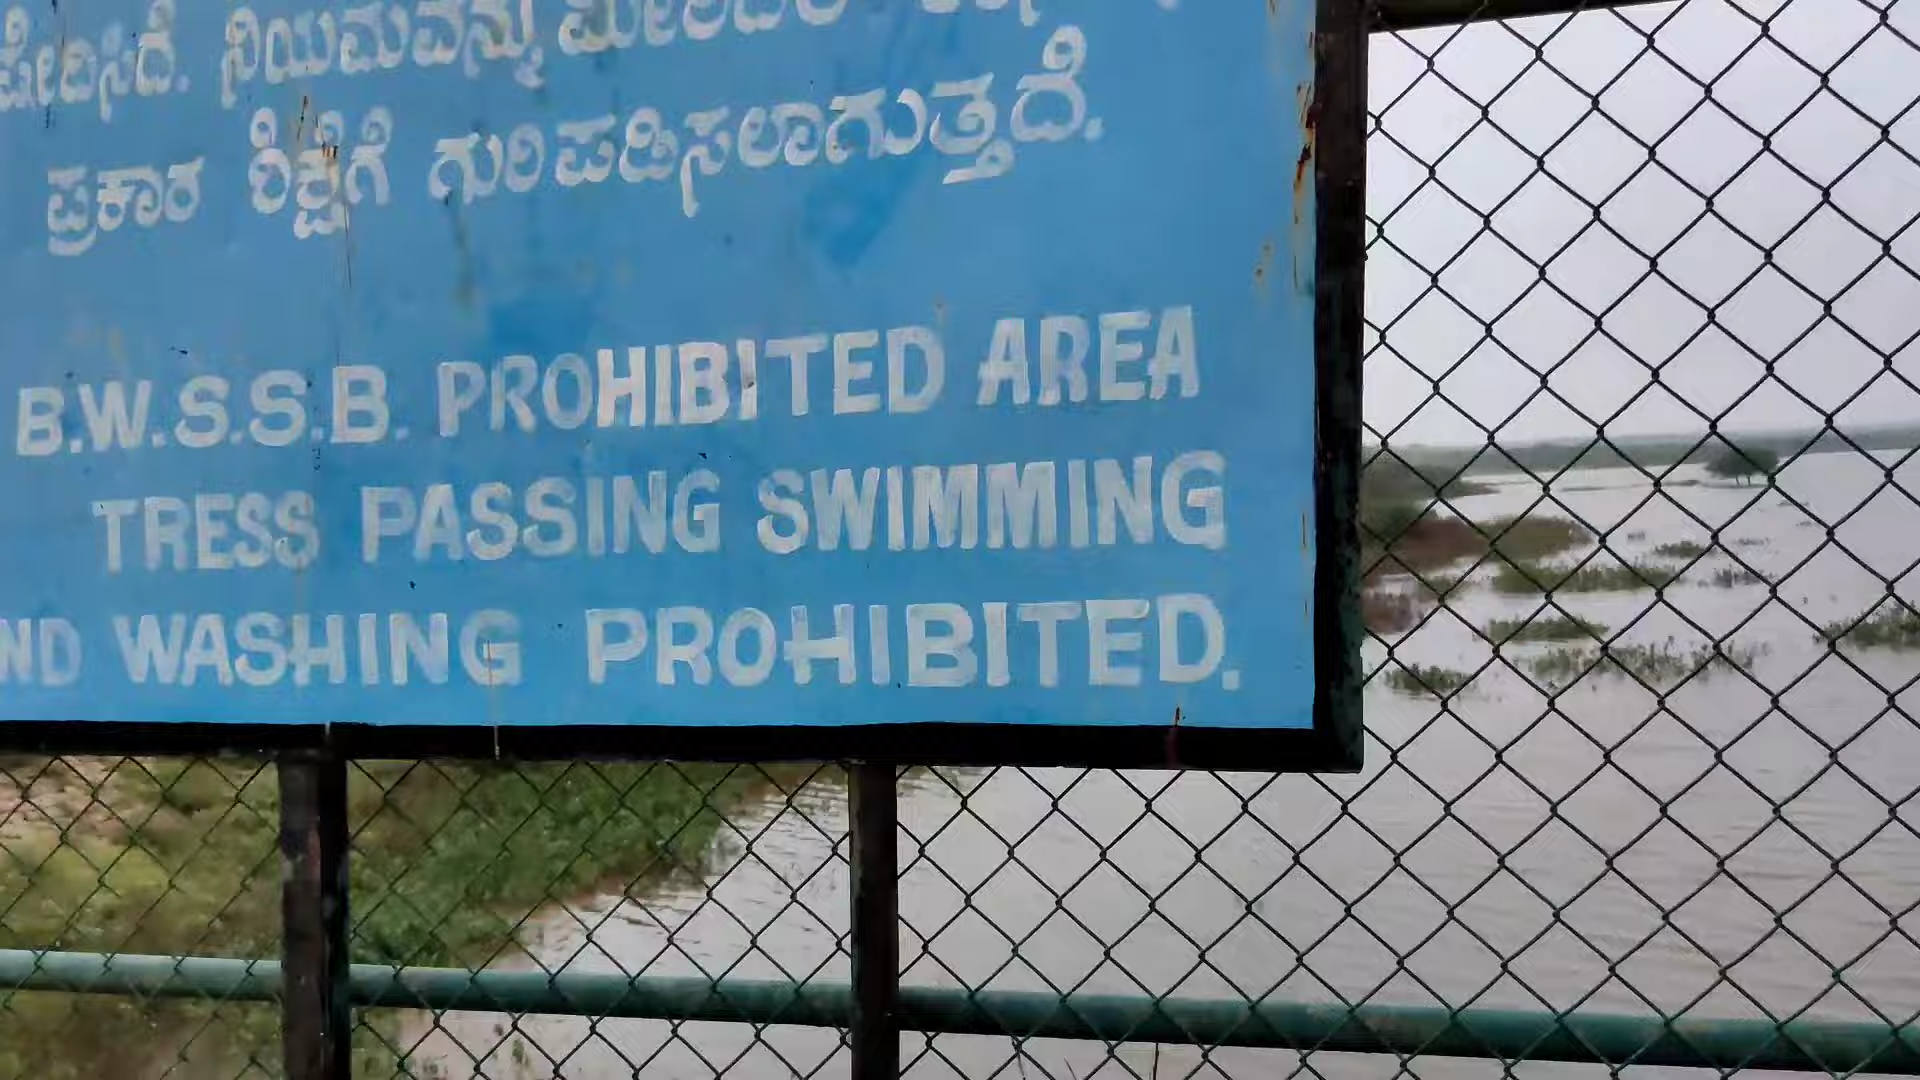 ನಿಯಮವನ್ನು
ಪ್ರಕಾರ ಶಿಕ್ಷೆಗೆ ಗುರಿಪಡಿಸಲಾಗುತ್ತದೆ.
B.W.S.S.B. PROHIBITED AREA
TRESS PASSING SWIMMING
ND WASHING PROHIBITED.